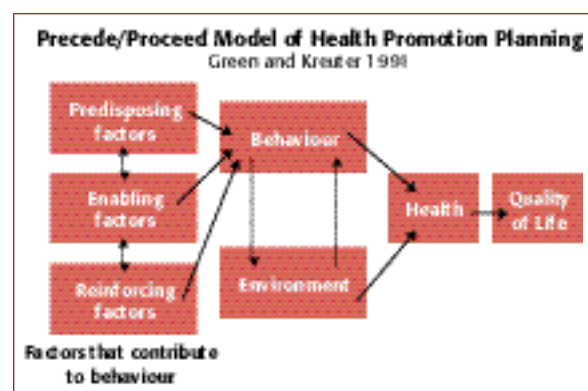 Precede/Proceed Model of Health Promotion Planning
Green and Kreuter 1991
Predisposing
factors
Behaviour
Enabling
factors
Health
Quality
of Life
Reinforcing
factors
Environment
Factors that contribute
to behaviour